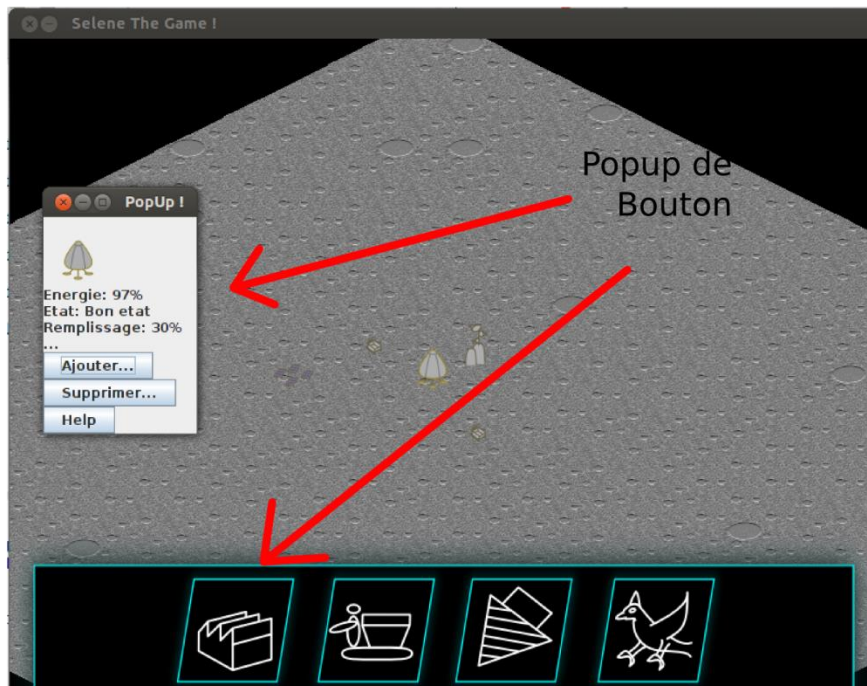 Selene The Game !
Popup de
Bouton
PopUp !
Energie: 97%
Etat: Bon etat
Remplissage: 30%
...
Ajouter...
Supprimer...
Help